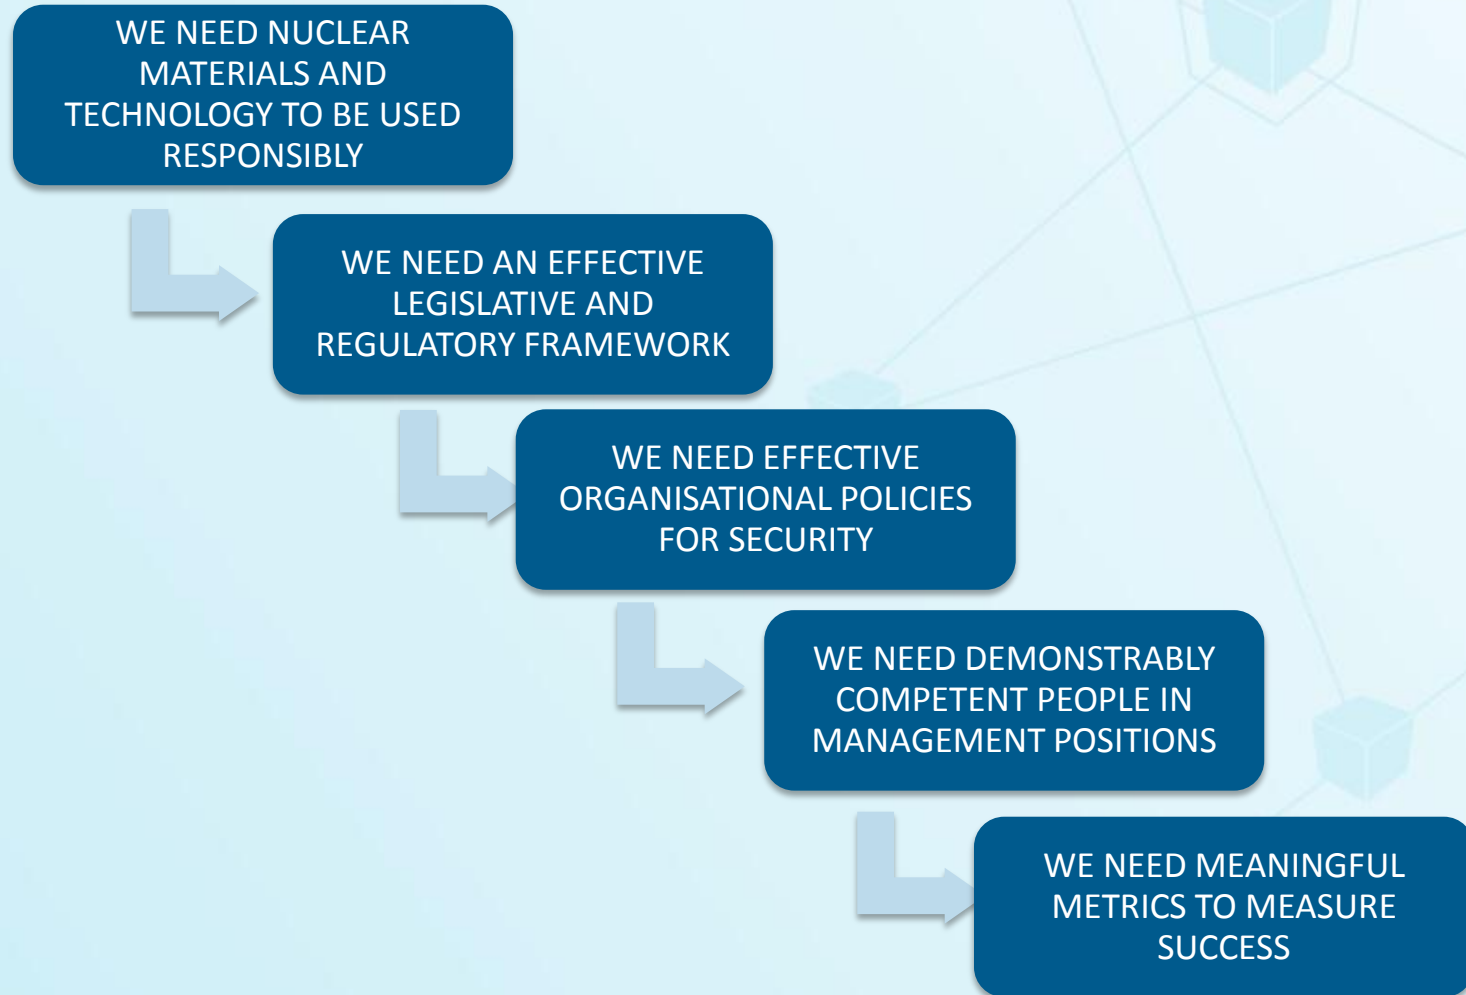 WE NEED NUCLEAR
MATERIALS AND
TECHNOLOGY TO BE USED
RESPONSIBLY
WE NEED AN EFFECTIVE
LEGISLATIVE AND
REGULATORY FRAMEWORK
WE NEED EFFECTIVE
ORGANISATIONAL POLICIES
FOR SECURITY
WE NEED DEMONSTRABLY
COMPETENT PEOPLE IN
MANAGEMENT POSITIONS
WE NEED MEANINGFUL
METRICS TO MEASURE
SUCCESS